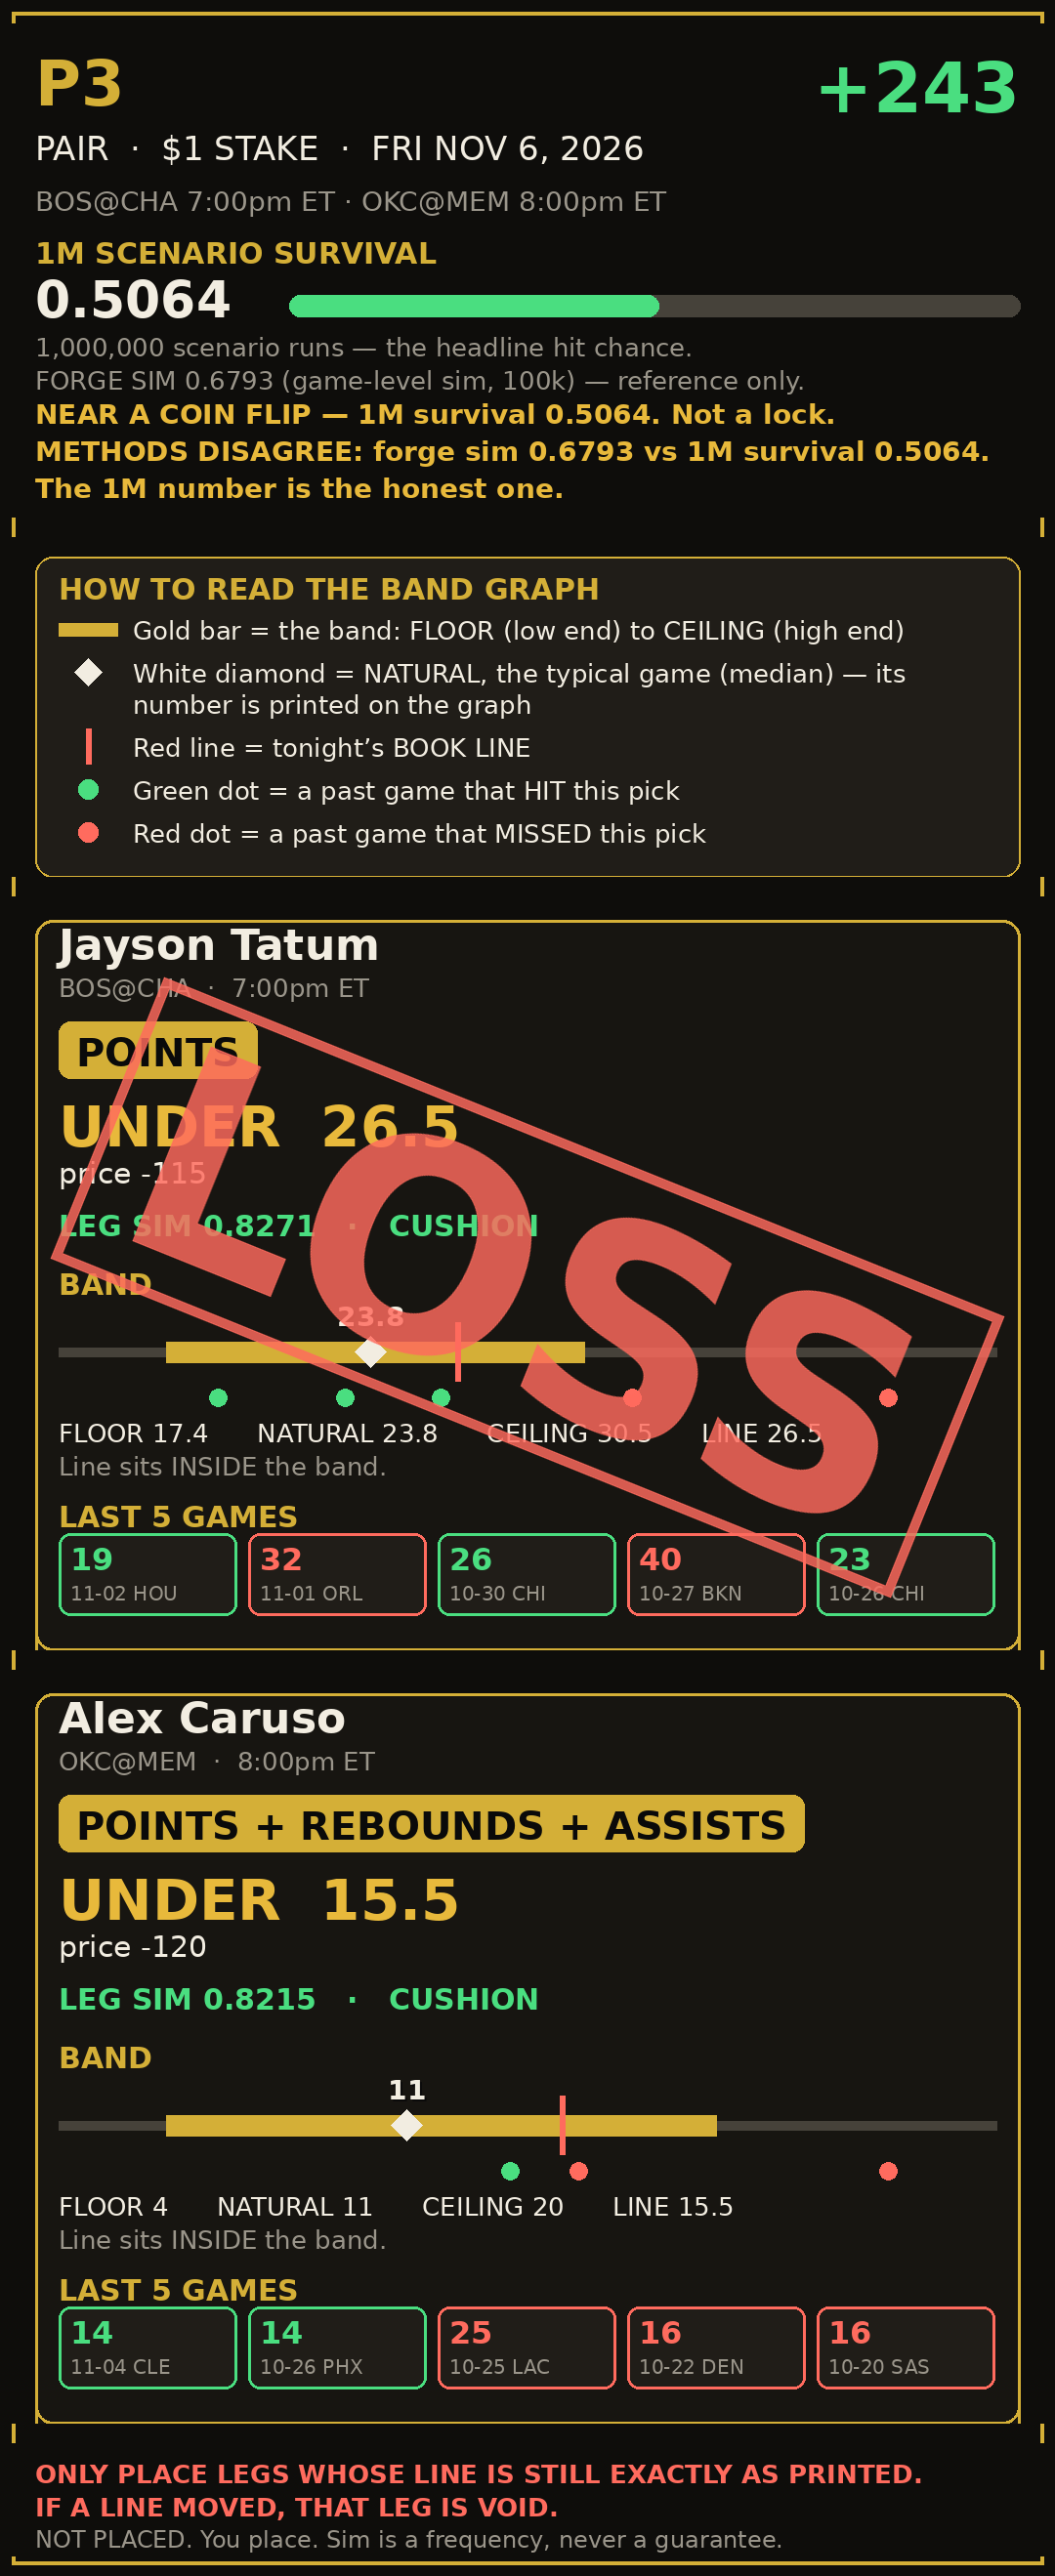 P3
+243
PAIR · $1 STAKE · FRI NOV 6, 2026
BOS@CHA 7:00pm ET · OKC@MEM 8:00pm ET
1M SCENARIO SURVIVAL
0.5064
1,000,000 scenario runs — the headline hit chance.
FORGE SIM 0.6793 (game-level sim, 100k) — reference only.
NEAR A COIN FLIP — 1M survival 0.5064. Not a lock.
METHODS DISAGREE: forge sim 0.6793 vs 1M survival 0.5064.
The 1M number is the honest one.
HOW TO READ THE BAND GRAPH
Gold bar = the band: FLOOR (low end) to CEILING (high end)
White diamond = NATURAL, the typical game (median) — its
number is printed on the graph
Red line = tonight’s BOOK LINE
Green dot = a past game that HIT this pick
Red dot = a past game that MISSED this pick
Jayson Tatum
BOS@CHA · 7:00pm ET
POINTS
UNDER 26.5
price -115
LEG SIM 0.8271 · CUSHION
LOSS
BAND
23.8
FLOOR 17.4 NATURAL 23.8 CEILING 30.5 LINE 26.5
Line sits INSIDE the band.
LAST 5 GAMES
19 32 26 40 23
11-02 HOU 11-01 ORL 10-30 CHI 10-27 BKN 10-26 CHI
Alex Caruso
OKC@MEM · 8:00pm ET
POINTS + REBOUNDS + ASSISTS
UNDER 15.5
price -120
LEG SIM 0.8215 · CUSHION
BAND
11
FLOOR 4 NATURAL 11 CEILING 20 LINE 15.5
Line sits INSIDE the band.
LAST 5 GAMES
14 14 25 16 16
11-04 CLE 10-26 PHX 10-25 LAC 10-22 DEN 10-20 SAS
ONLY PLACE LEGS WHOSE LINE IS STILL EXACTLY AS PRINTED.
IF A LINE MOVED, THAT LEG IS VOID.
NOT PLACED. You place. Sim is a frequency, never a guarantee.